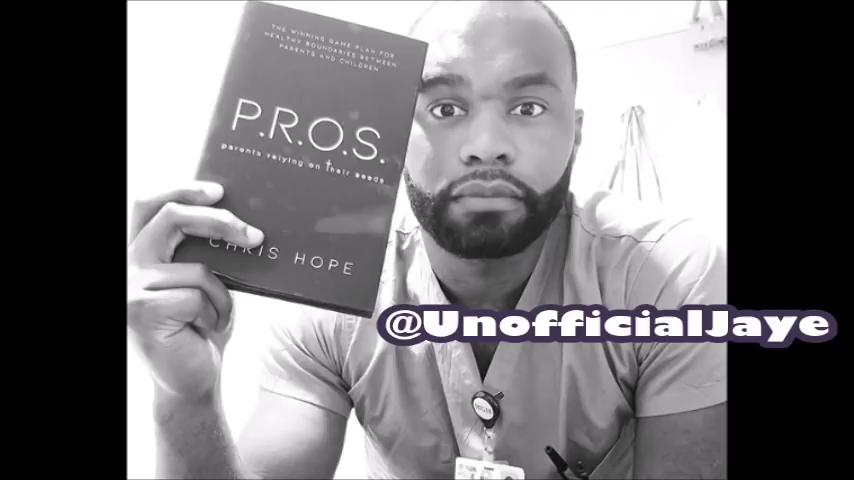 THE WINNING GAME PLAN FOR
HEALTHY BOUNDARIES BETWEEN
PARENTS AND CHILDREN
P.R.O.S.
parents relying on their seeds
CHRIS HOPE
@UnofficialJaye